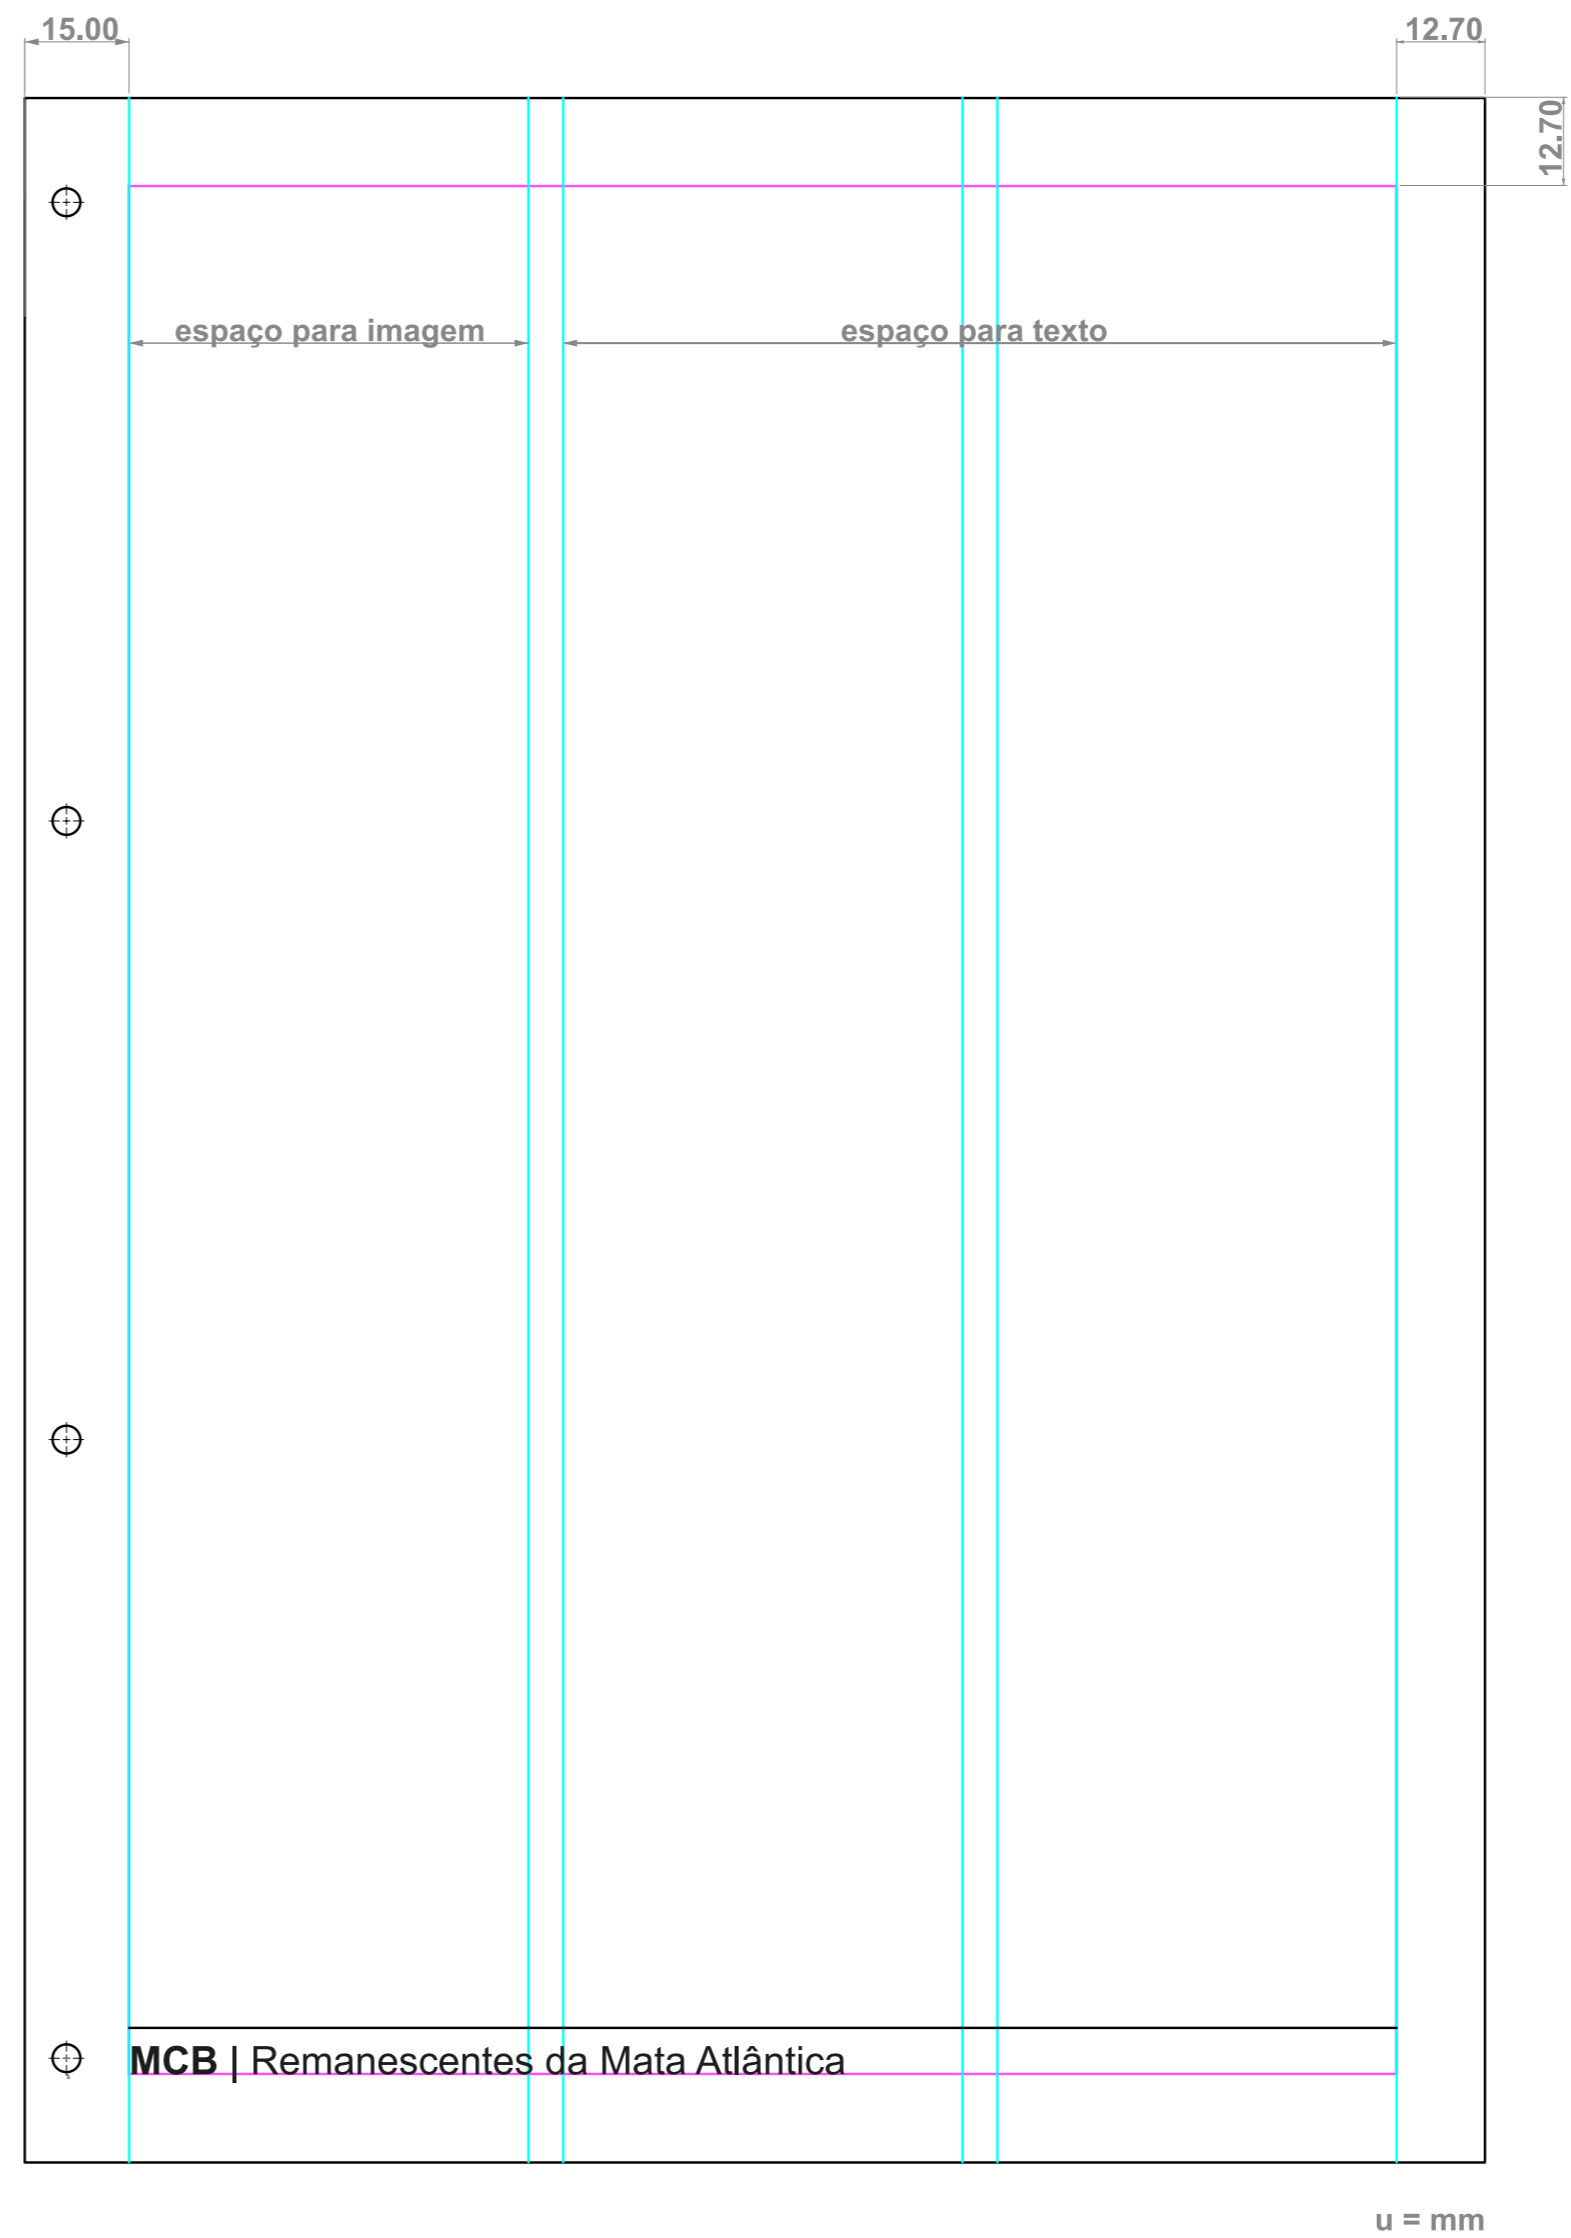 15.00
12.70
12.70
espaço para imagem
espaço para texto
MCB | Remanescentes da Mata Atlântica
u = mm